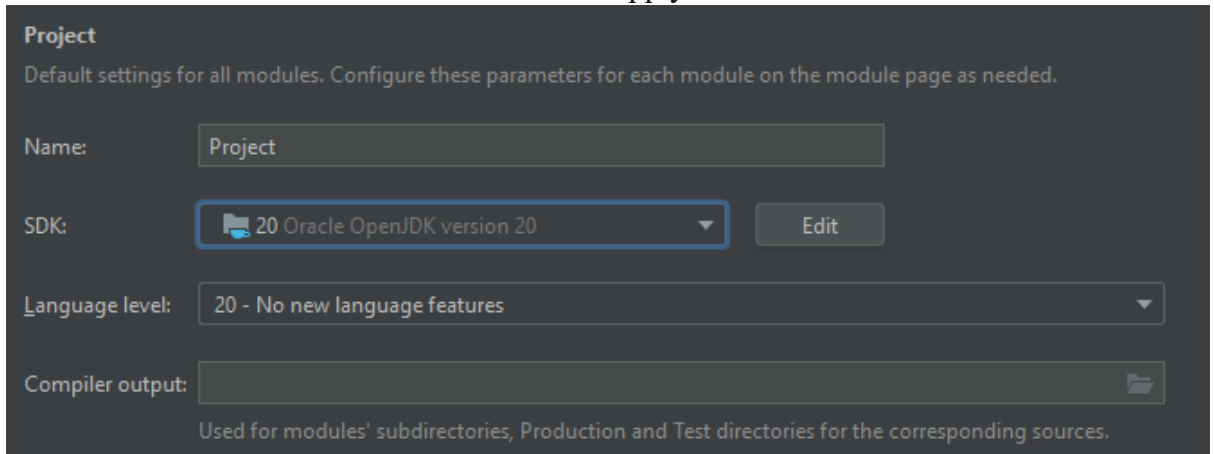 Project
Default settings for all modules. Configure these parameters for each module on the module page as needed.
Name: Project
SDK: 20 Oracle OpenJDK version 20 Edit
Language level: 20 - No new language features
Compiler output:
Used for modules' subdirectories, Production and Test directories for the corresponding sources.